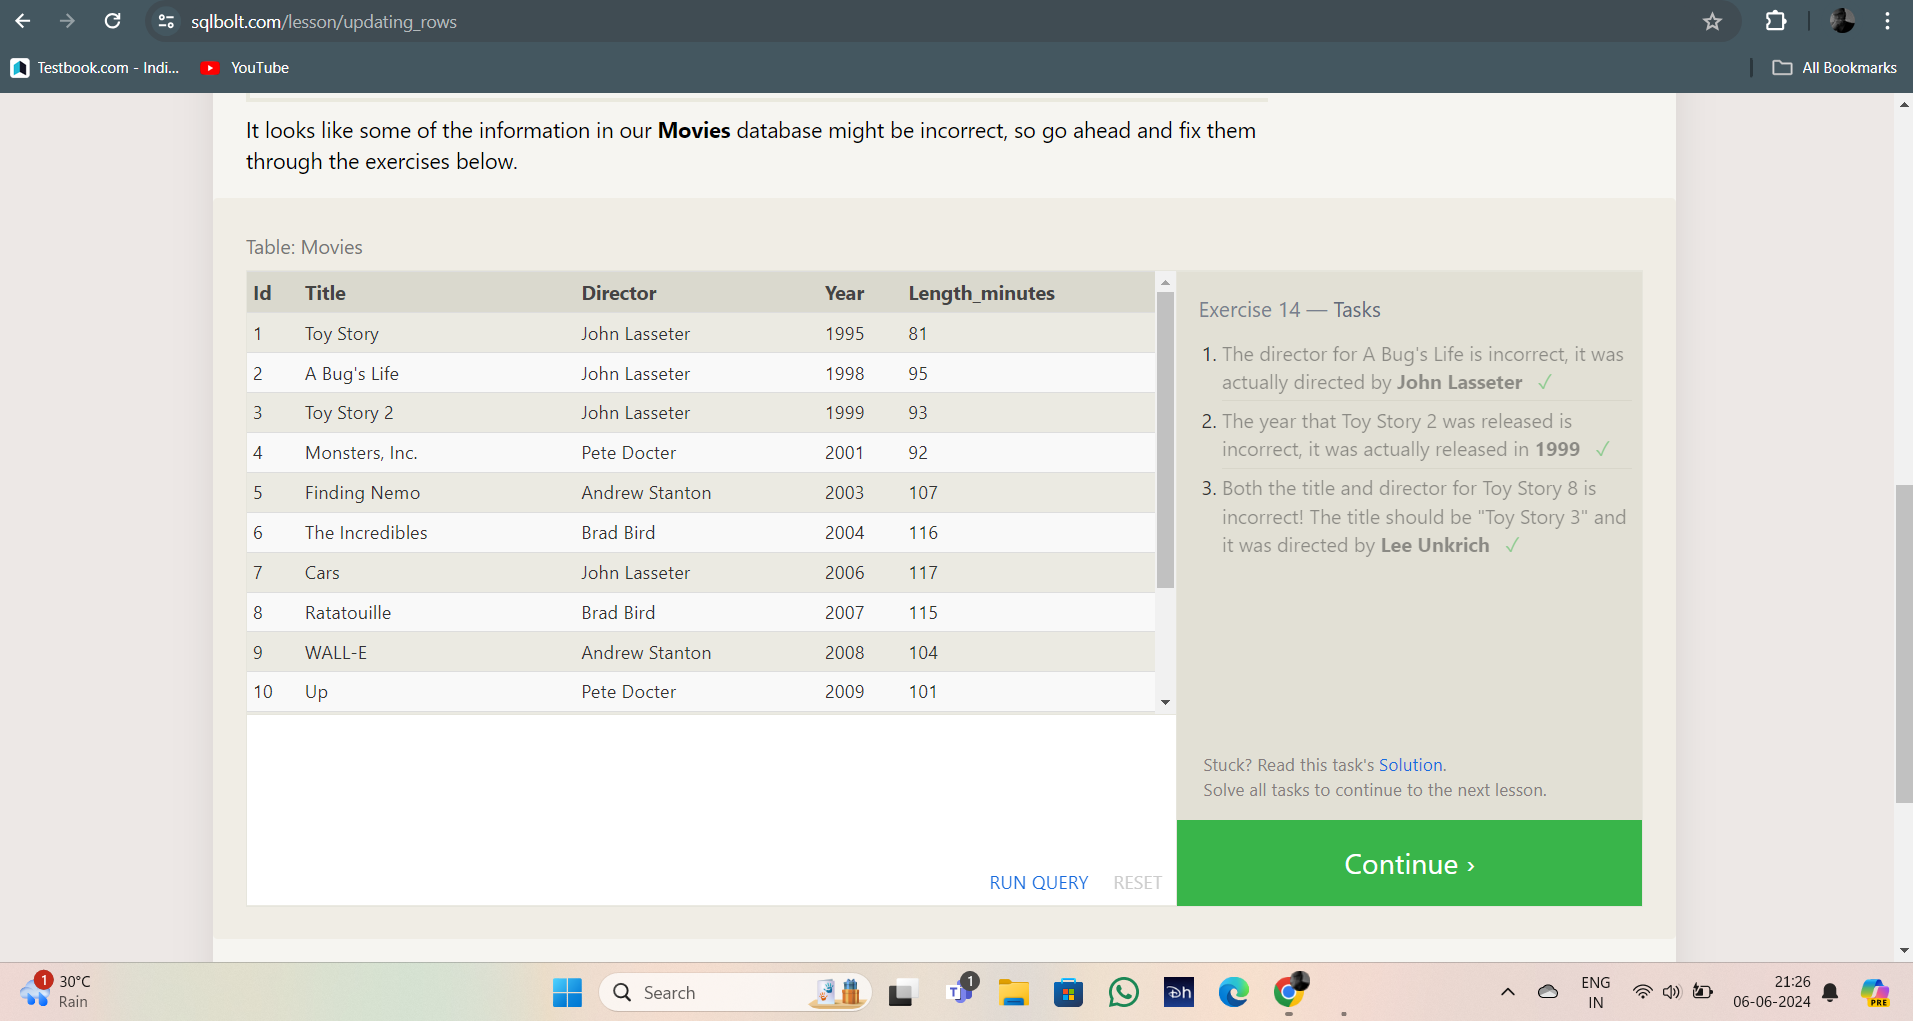 sqlbolt.com/lesson/updating_rows
Testbook.com - Indi...
YouTube
All Bookmarks
It looks like some of the information in our Movies database might be incorrect, so go ahead and fix them
through the exercises below.
Table: Movies
Id Title Director Year Length_minutes
1 Toy Story John Lasseter 1995 81
2 A Bug's Life John Lasseter 1998 95
3 Toy Story 2 John Lasseter 1999 93
4 Monsters, Inc. Pete Docter 2001 92
5 Finding Nemo Andrew Stanton 2003 107
6 The Incredibles Brad Bird 2004 116
7 Cars John Lasseter 2006 117
8 Ratatouille Brad Bird 2007 115
9 WALL-E Andrew Stanton 2008 104
10 Up Pete Docter 2009 101
RUN QUERY RESET
Exercise 14 — Tasks
1. The director for A Bug's Life is incorrect, it was
actually directed by John Lasseter ✓
2. The year that Toy Story 2 was released is
incorrect, it was actually released in 1999 ✓
3. Both the title and director for Toy Story 8 is
incorrect! The title should be "Toy Story 3" and
it was directed by Lee Unkrich ✓
Stuck? Read this task's Solution.
Solve all tasks to continue to the next lesson.
Continue ›
1
30°C
Rain
Search
1
T
Dh
ENG
IN
21:26
06-06-2024
PRE